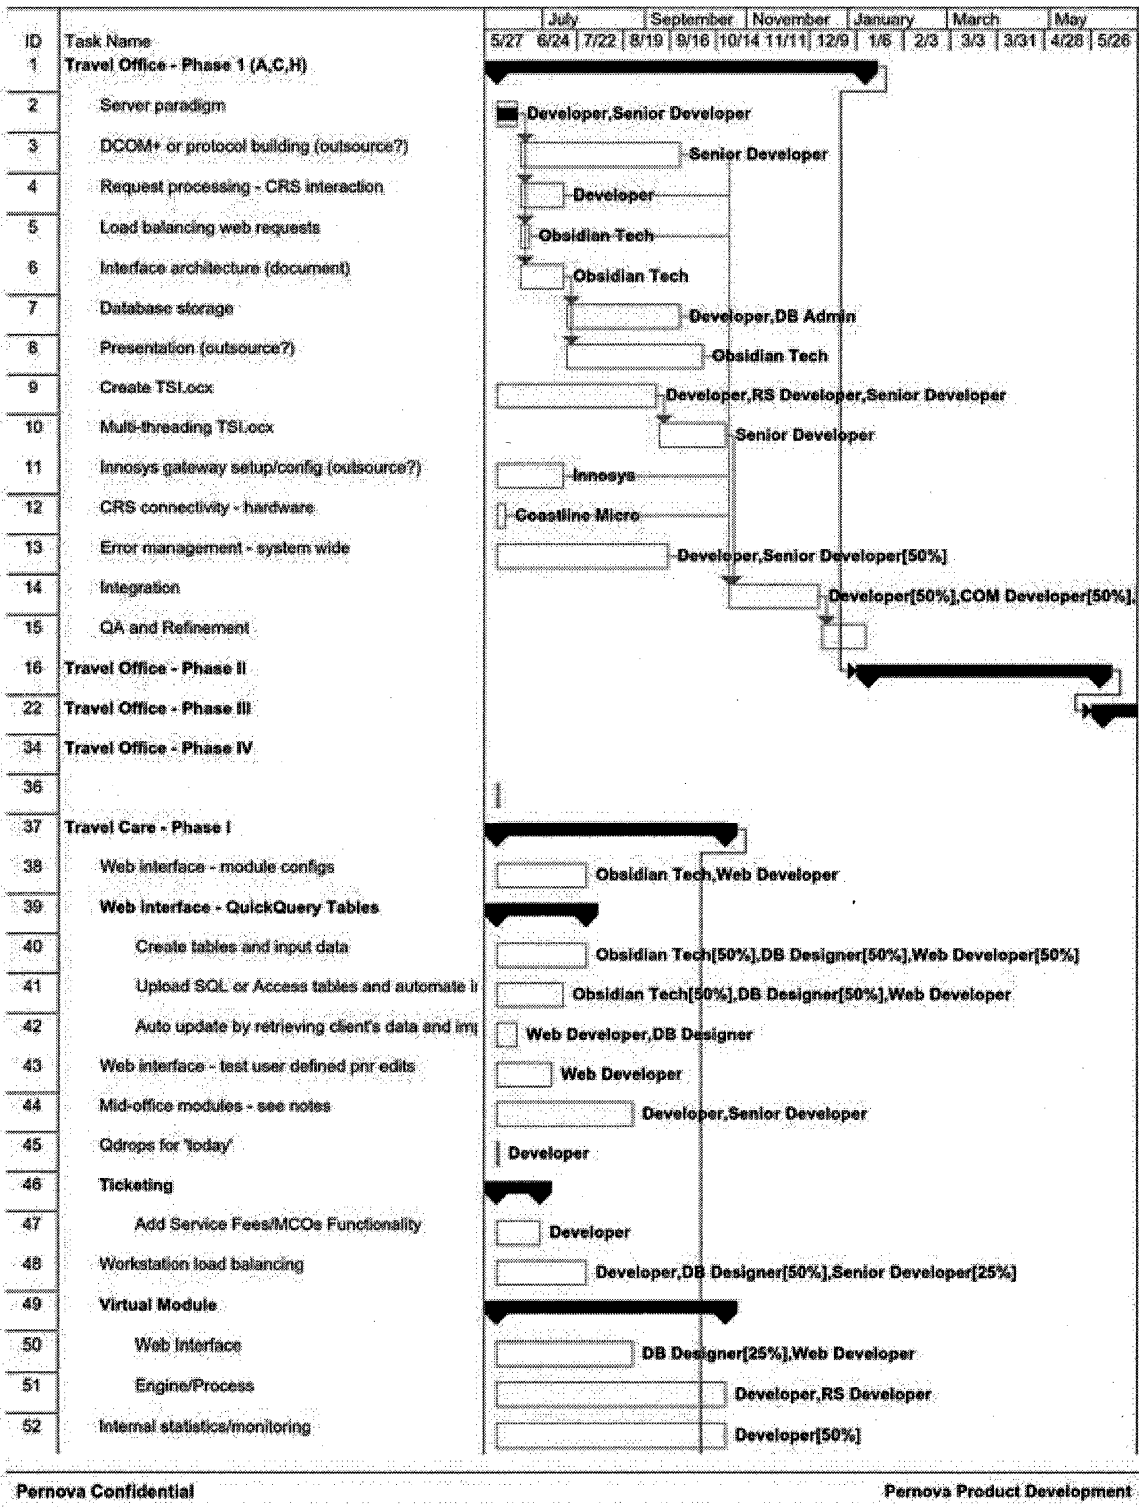 July September November January March May
ID Task Name 5/27 6/24 7/22 8/19 9/16 10/14 11/11 12/9 1/6 2/3 3/3 3/31 4/28 5/26
1 Travel Office - Phase 1 (A,C,H)
2 Server paradigm Developer,Senior Developer
3 DCOM+ or protocol building (outsource?) Senior Developer
4 Request processing - CRS interaction Developer
5 Load balancing web requests Obsidian Tech
6 Interface architecture (document) Obsidian Tech
7 Database storage Developer,DB Admin
8 Presentation (outsource?) Obsidian Tech
9 Create TSI.ocx Developer,RS Developer,Senior Developer
10 Multi-threading TSI.ocx Senior Developer
11 Innosys gateway setup/config (outsource?) Innosys
12 CRS connectivity - hardware Coastline Micro
13 Error management - system wide Developer,Senior Developer[50%]
14 Integration Developer[50%],COM Developer[50%],
15 QA and Refinement
16 Travel Office - Phase II
22 Travel Office - Phase III
34 Travel Office - Phase IV
36
37 Travel Care - Phase I
38 Web interface - module configs Obsidian Tech,Web Developer
39 Web Interface - QuickQuery Tables
40 Create tables and input data Obsidian Tech[50%],DB Designer[50%],Web Developer[50%]
41 Upload SQL or Access tables and automate i Obsidian Tech[50%],DB Designer[50%],Web Developer
42 Auto update by retrieving client's data and imp Web Developer,DB Designer
43 Web interface - test user defined pnr edits Web Developer
44 Mid-office modules - see notes Developer,Senior Developer
45 Qdrops for 'today' Developer
46 Ticketing
47 Add Service Fees/MCOs Functionality Developer
48 Workstation load balancing Developer,DB Designer[50%],Senior Developer[25%]
49 Virtual Module
50 Web Interface DB Designer[25%],Web Developer
51 Engine/Process Developer,RS Developer
52 Internal statistics/monitoring Developer[50%]
Pernova Confidential Pernova Product Development